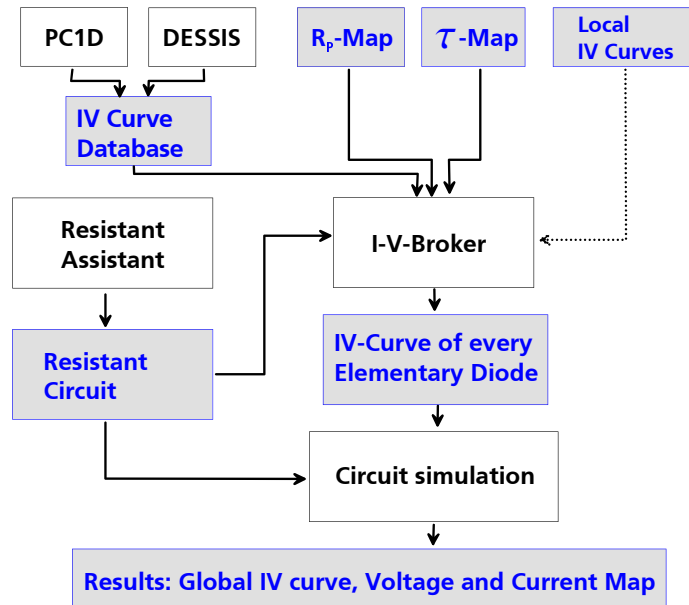 PC1D
DESSIS
Rp-Map
τ-Map
Local
IV Curves
IV Curve
Database
Resistant
Assistant
I-V-Broker
Resistant
Circuit
IV-Curve of every
Elementary Diode
Circuit simulation
Results: Global IV curve, Voltage and Current Map